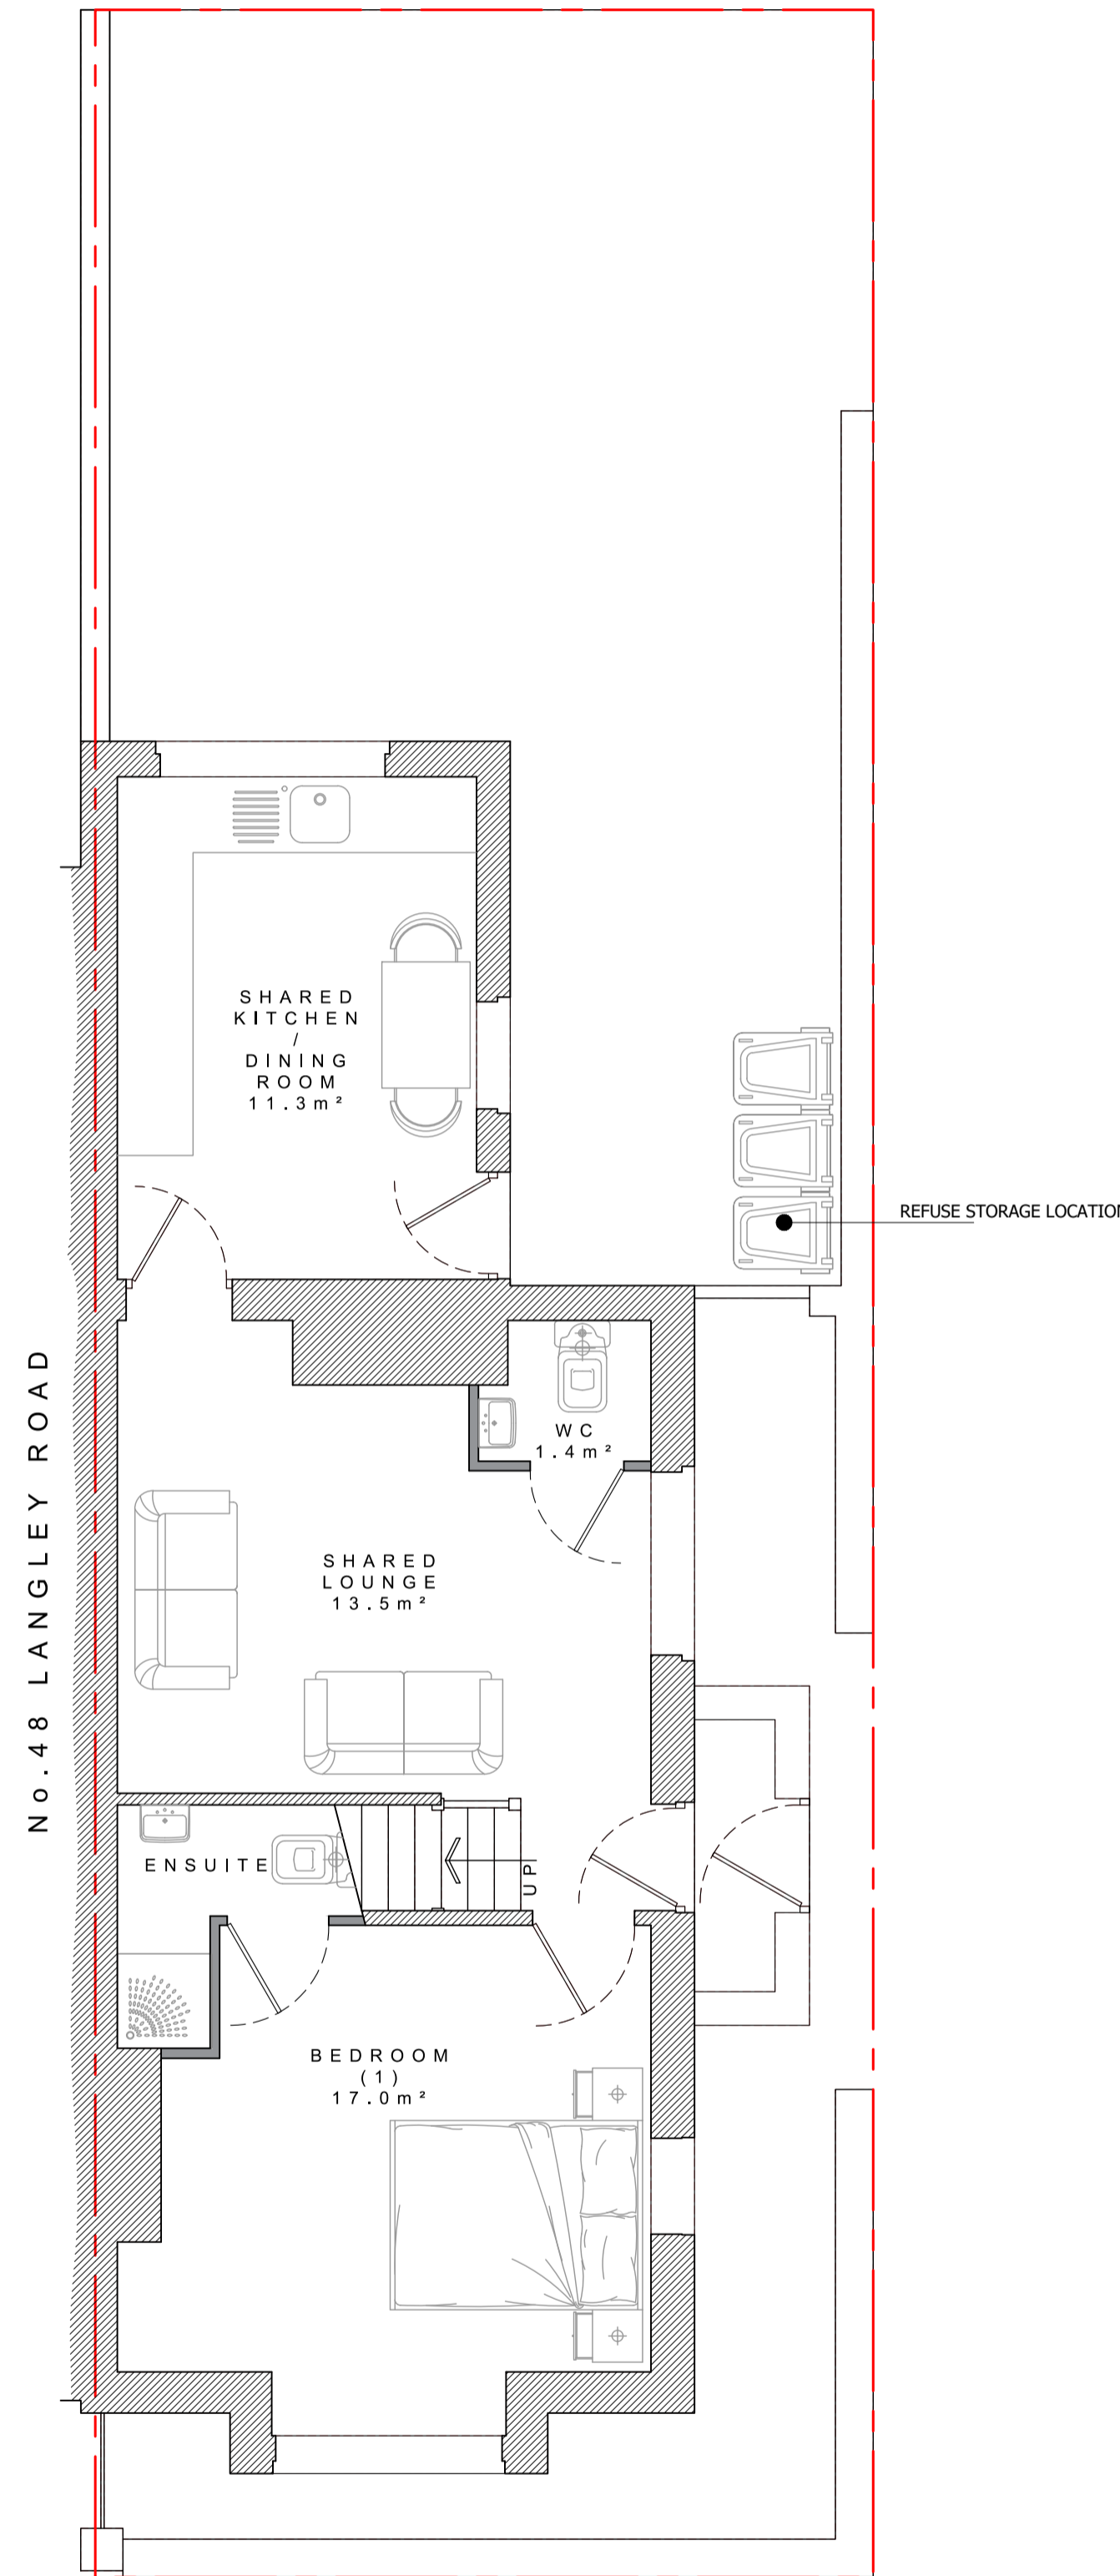 SHARED
KITCHEN
/
DINING
ROOM
11.3m²
REFUSE STORAGE LOCATION
No.48 LANGLEY ROAD
WC
1.4m²
SHARED
LOUNGE
13.5m²
ENSUITE
UP
BEDROOM
(1)
17.0m²